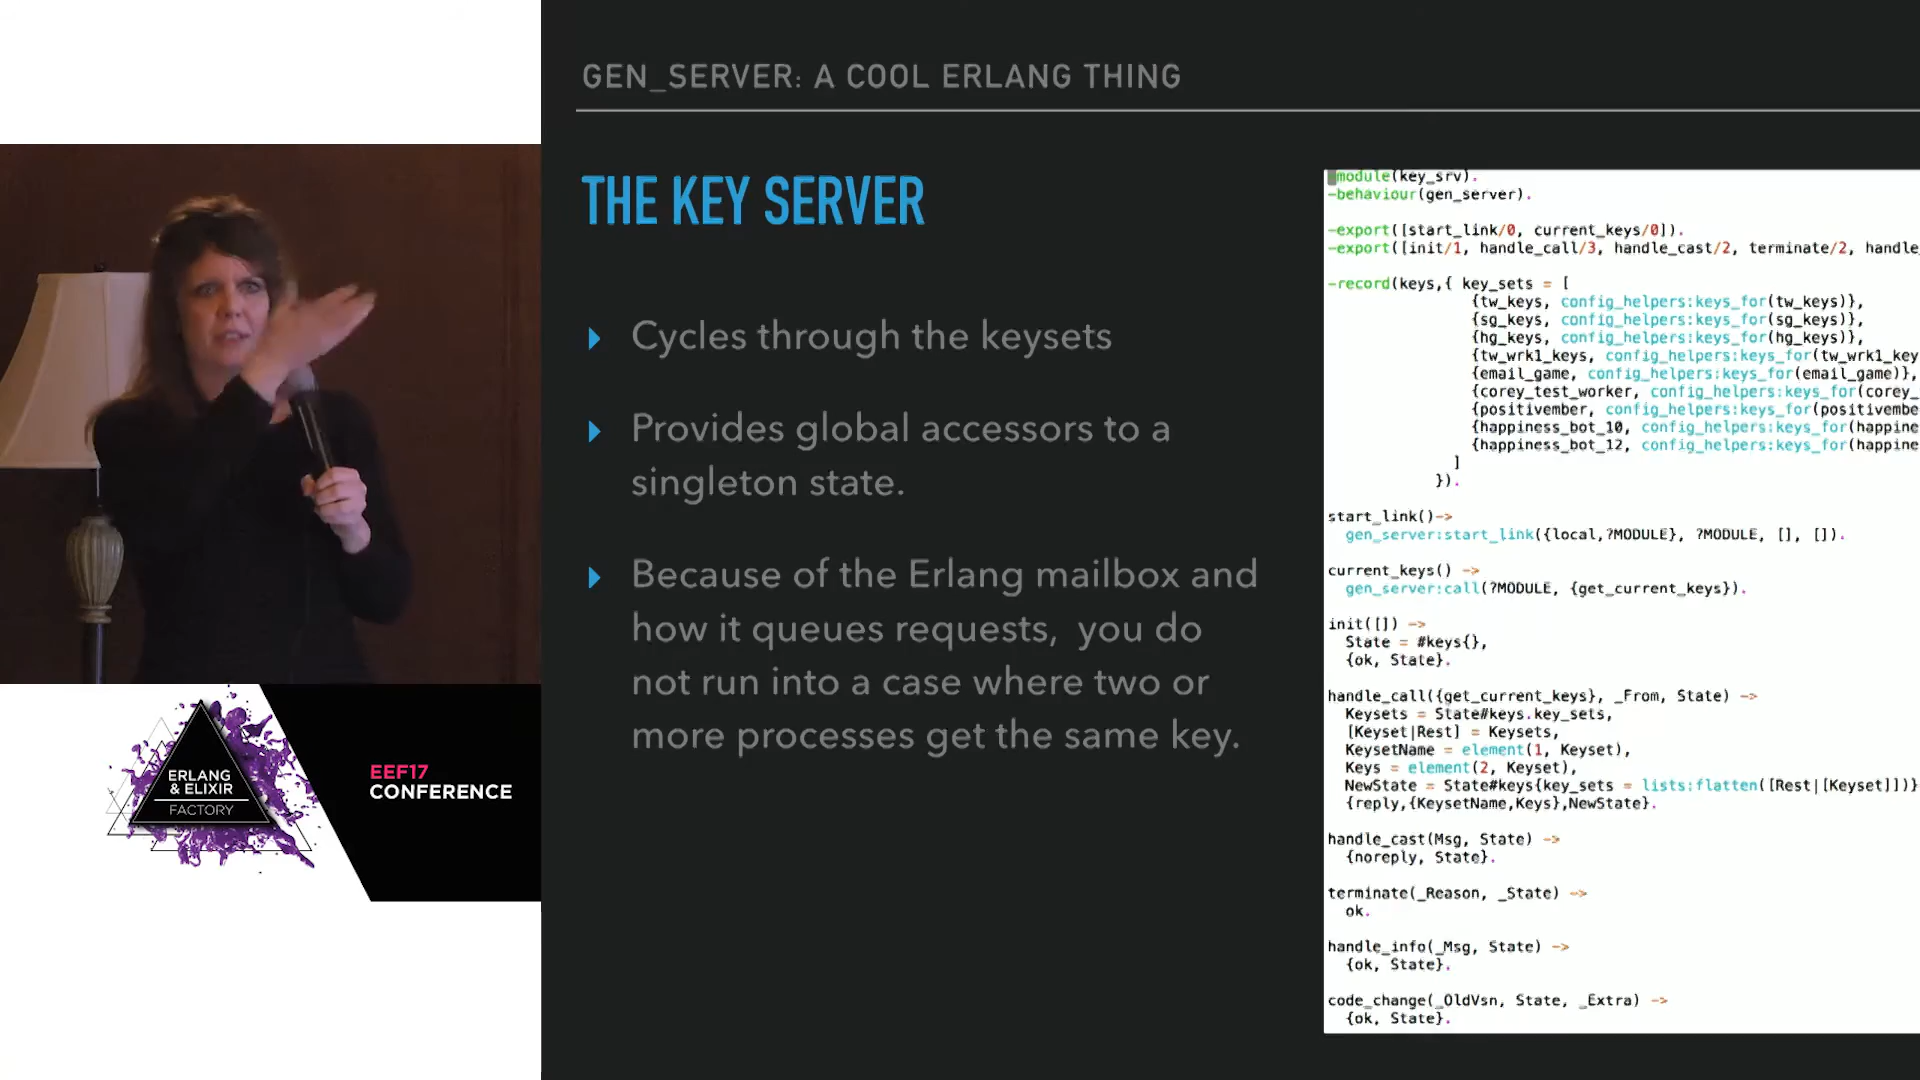 GEN_SERVER: A COOL ERLANG THING
THE KEY SERVER
Cycles through the keysets
Provides global accessors to a
singleton state.
Because of the Erlang mailbox and
how it queues requests, you do
not run into a case where two or
more processes get the same key.
module(key_srv).
-behaviour(gen_server).
-export([start_link/0, current_keys/0]).
-export([init/1, handle_call/3, handle_cast/2, terminate/2, handle_
-record(keys,{ key_sets = [
{tw_keys, config_helpers:keys_for(tw_keys)},
{sg_keys, config_helpers:keys_for(sg_keys)},
{hg_keys, config_helpers:keys_for(hg_keys)},
{tw_wrk1_keys, config_helpers:keys_for(tw_wrk1_key
{email_game, config_helpers:keys_for(email_game)},
{corey_test_worker, config_helpers:keys_for(corey_
{positivember, config_helpers:keys_for(positivembe
{happiness_bot_10, config_helpers:keys_for(happine
{happiness_bot_12, config_helpers:keys_for(happine
]
}).
start_link()->
gen_server:start_link({local,?MODULE}, ?MODULE, [], []).
current_keys() ->
gen_server:call(?MODULE, {get_current_keys}).
init([]) ->
State = #keys{},
{ok, State}.
handle_call({get_current_keys}, _From, State) ->
Keysets = State#keys.key_sets,
[Keyset|Rest] = Keysets,
KeysetName = element(1, Keyset),
Keys = element(2, Keyset),
NewState = State#keys{key_sets = lists:flatten([Rest|[Keyset]])}
{reply,{KeysetName,Keys},NewState}.
handle_cast(Msg, State) ->
{noreply, State}.
terminate(_Reason, _State) ->
ok.
handle_info(_Msg, State) ->
{ok, State}.
code_change(_OldVsn, State, _Extra) ->
{ok, State}.
ERLANG
& ELIXIR
FACTORY
EEF17
CONFERENCE